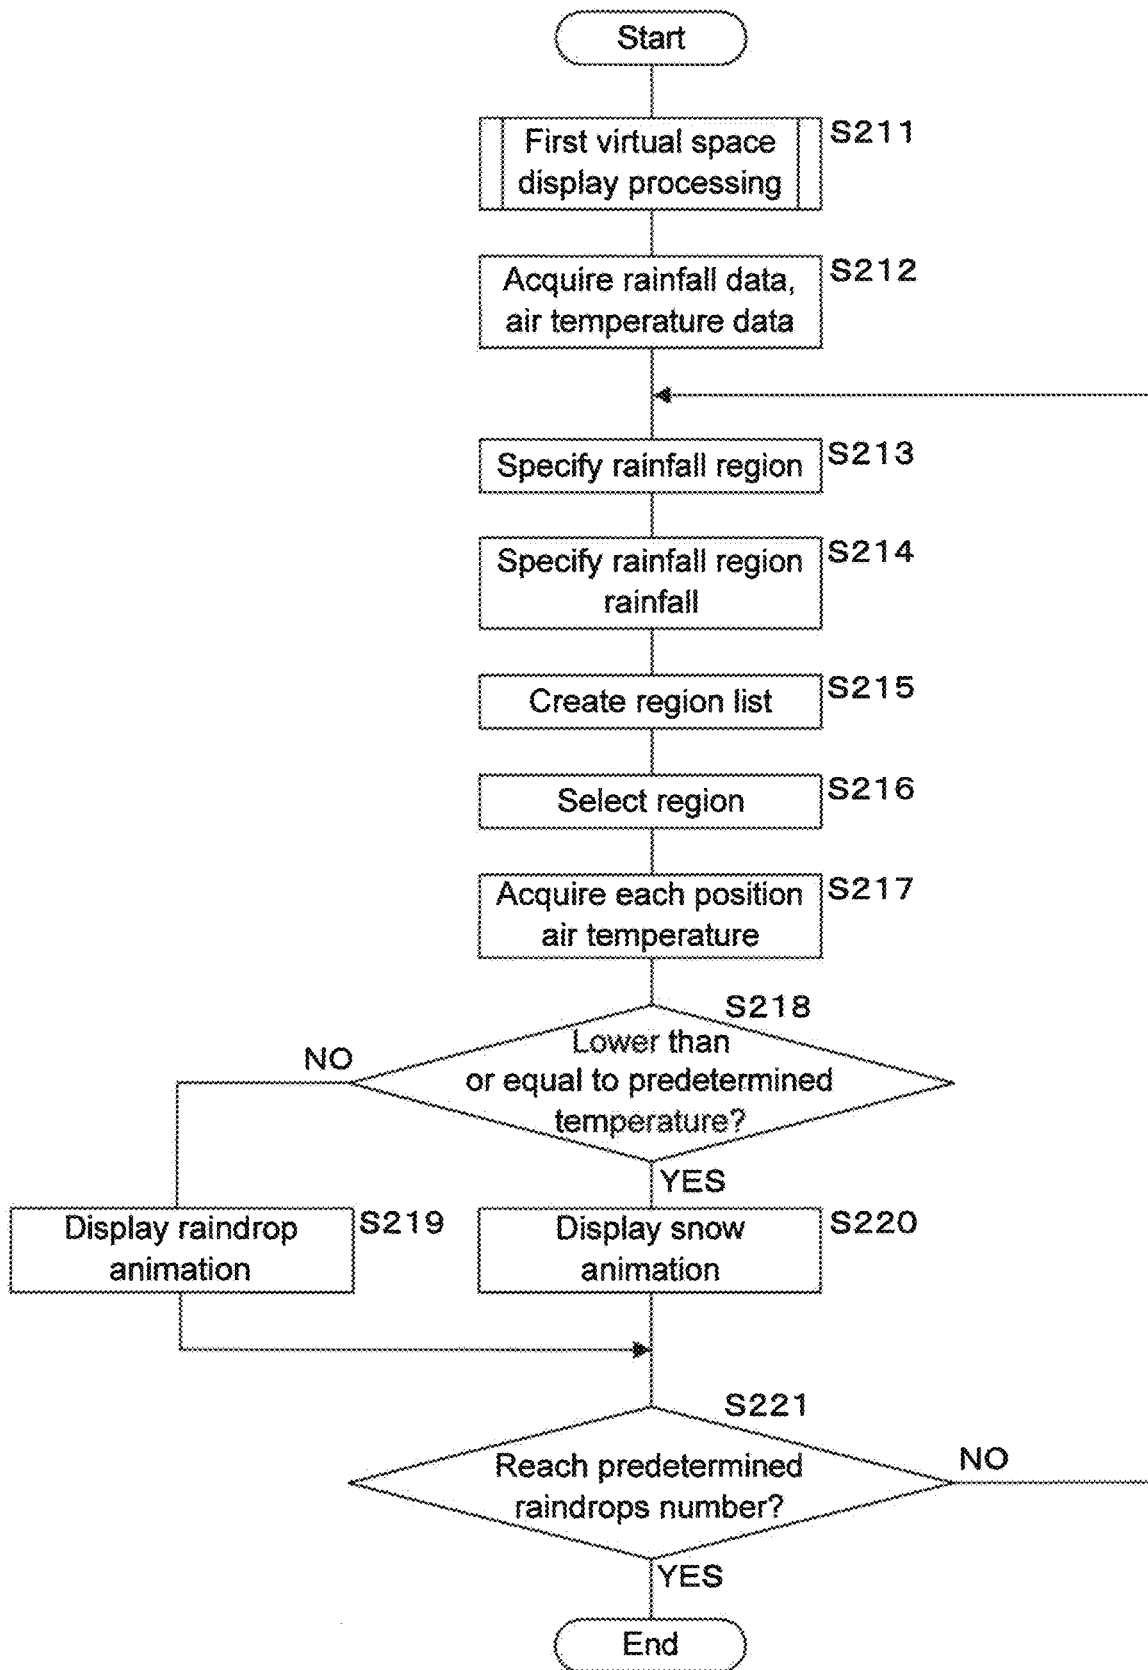 Start
First virtual space
display processing
S211
Acquire rainfall data,
air temperature data
S212
Specify rainfall region
S213
Specify rainfall region
rainfall
S214
Create region list
S215
Select region
S216
Acquire each position
air temperature
S217
S218
Lower than
or equal to predetermined
temperature?
NO
YES
Display raindrop
animation
S219
Display snow
animation
S220
S221
Reach predetermined
raindrops number?
NO
YES
End